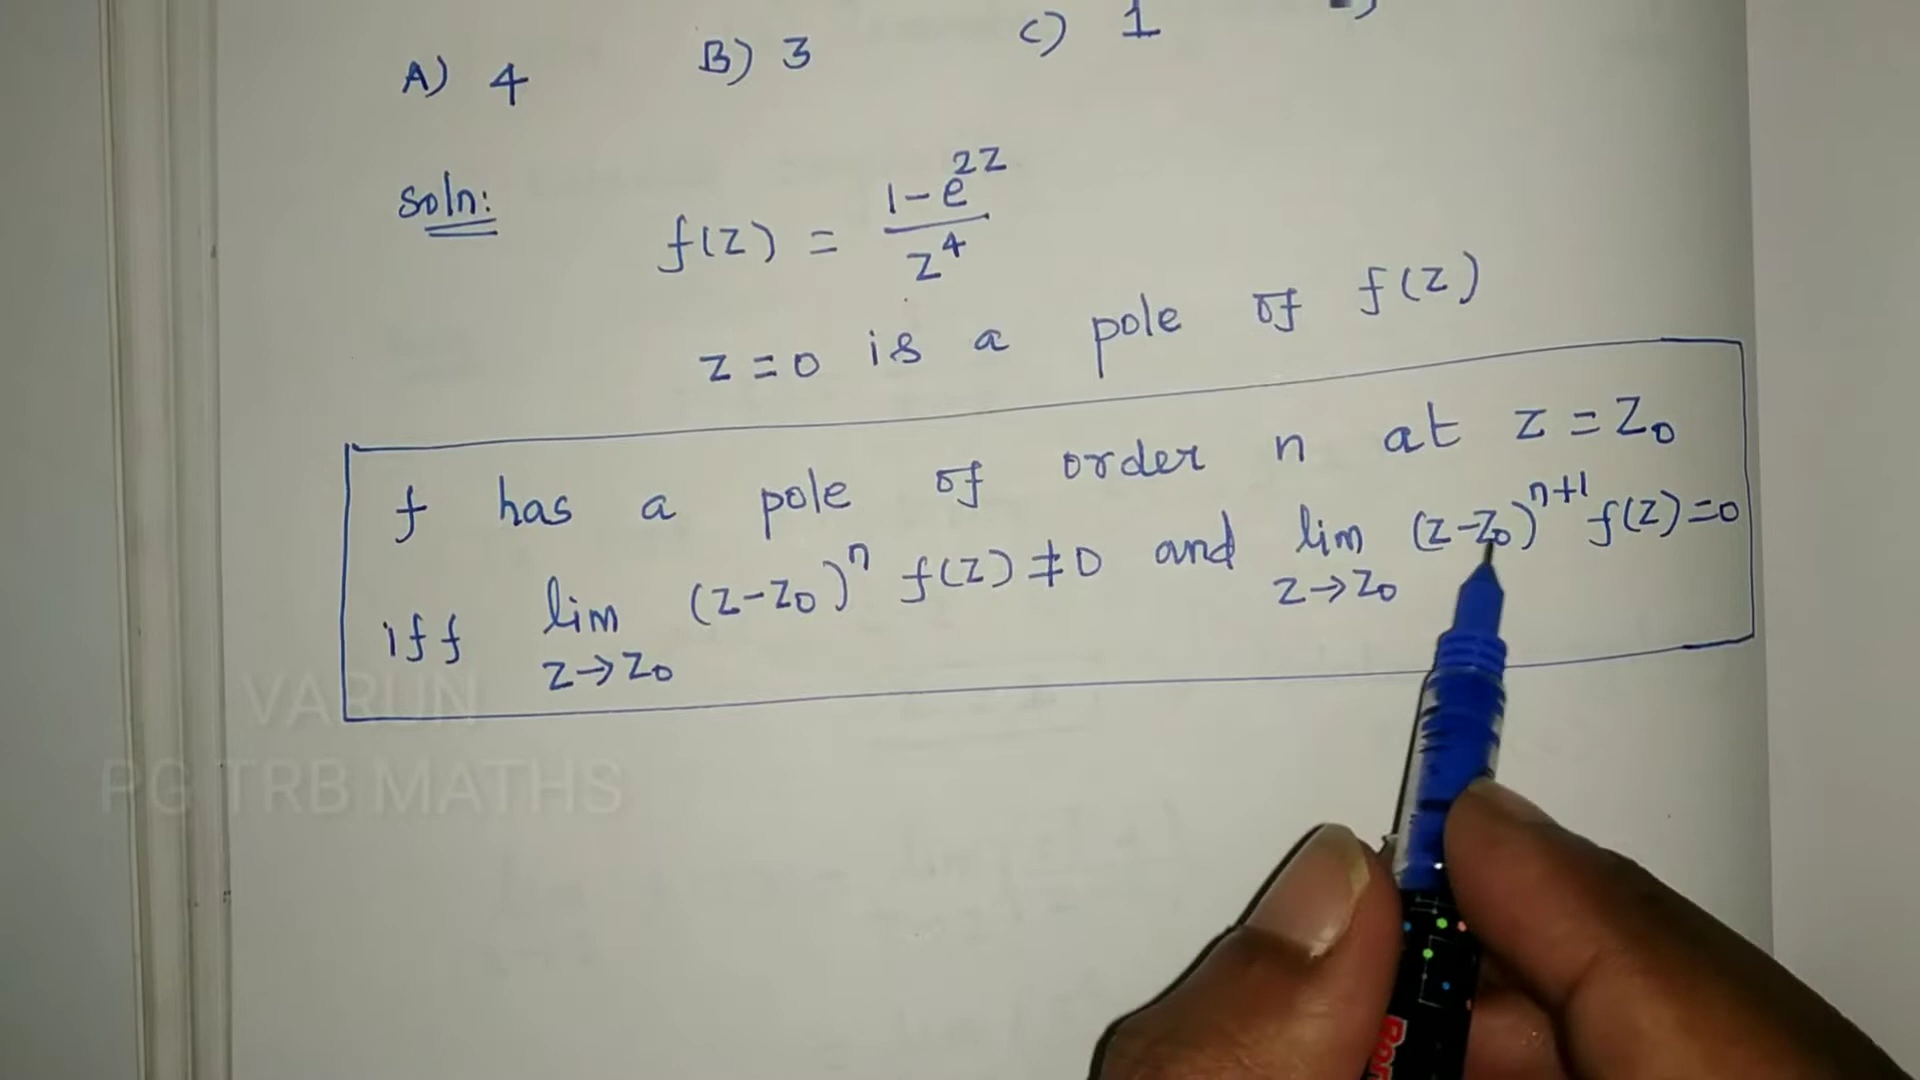 A) 4 B) 3 C) 1
Soln:
f(z) = \frac{1-e^{2z}}{z^4}
z=0 is a pole of f(z)
f has a pole of order n at z=z₀
iff lim_{z→z₀} (z-z₀)ⁿ f(z) ≠ 0 and lim_{z→z₀} (z-z₀)ⁿ⁺¹ f(z)=0
VARUN
PG TRB MATHS